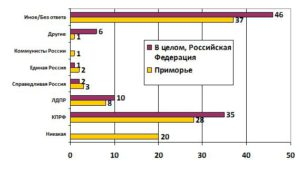 Иное/Без ответа
46
37
Другие
6
1
Коммунисты России
1
Единая Россия
1
2
Справедливая Россия
2
3
ЛДПР
10
8
КПРФ
35
28
Никакая
20
В целом, Российская
Федерация
Приморье
0 10 20 30 40 50